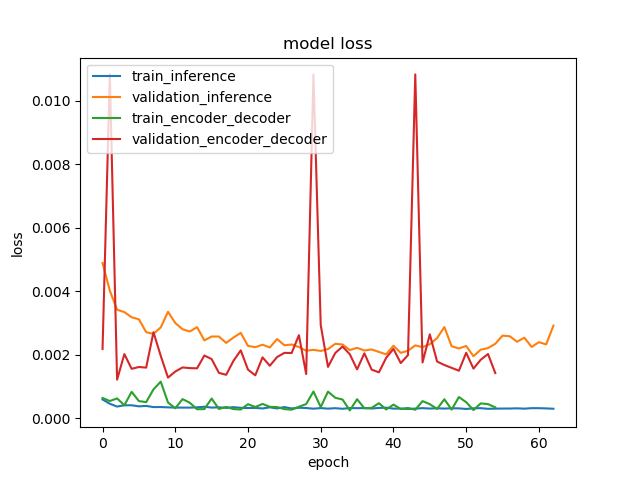 model loss
train_inference
validation_inference
train_encoder_decoder
validation_encoder_decoder
loss
0.010
0.008
0.006
0.004
0.002
0.000
0 10 20 30 40 50 60
epoch